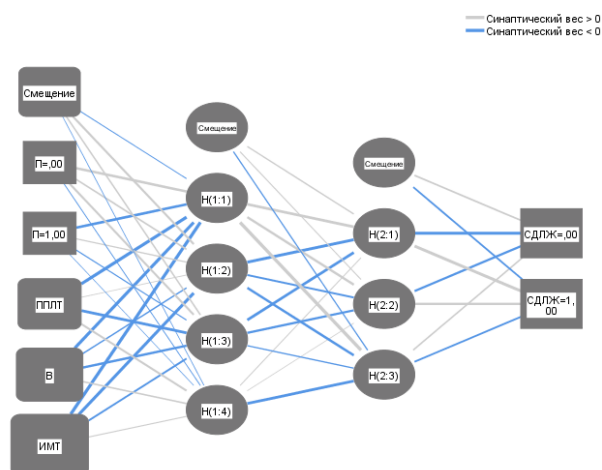 Синаптический вес > 0
Синаптический вес < 0
Смещение
П=,00
П=1,00
ППЛТ
В
ИМТ
Смещение
H(1:1)
H(1:2)
H(1:3)
H(1:4)
Смещение
H(2:1)
H(2:2)
H(2:3)
СДЛЖ=,00
СДЛЖ=1,
00